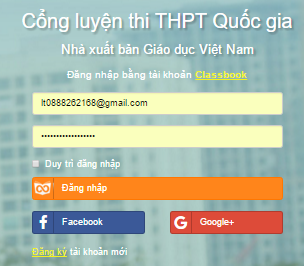 Cổng luyện thi THPT Quốc gia
Nhà xuất bản Giáo dục Việt Nam
Đăng nhập bằng tài khoản Classbook
lt0888262168@gmail.com
••••••••••••••••••
Duy trì đăng nhập
Đăng nhập
Facebook
Google+
Đăng ký tài khoản mới